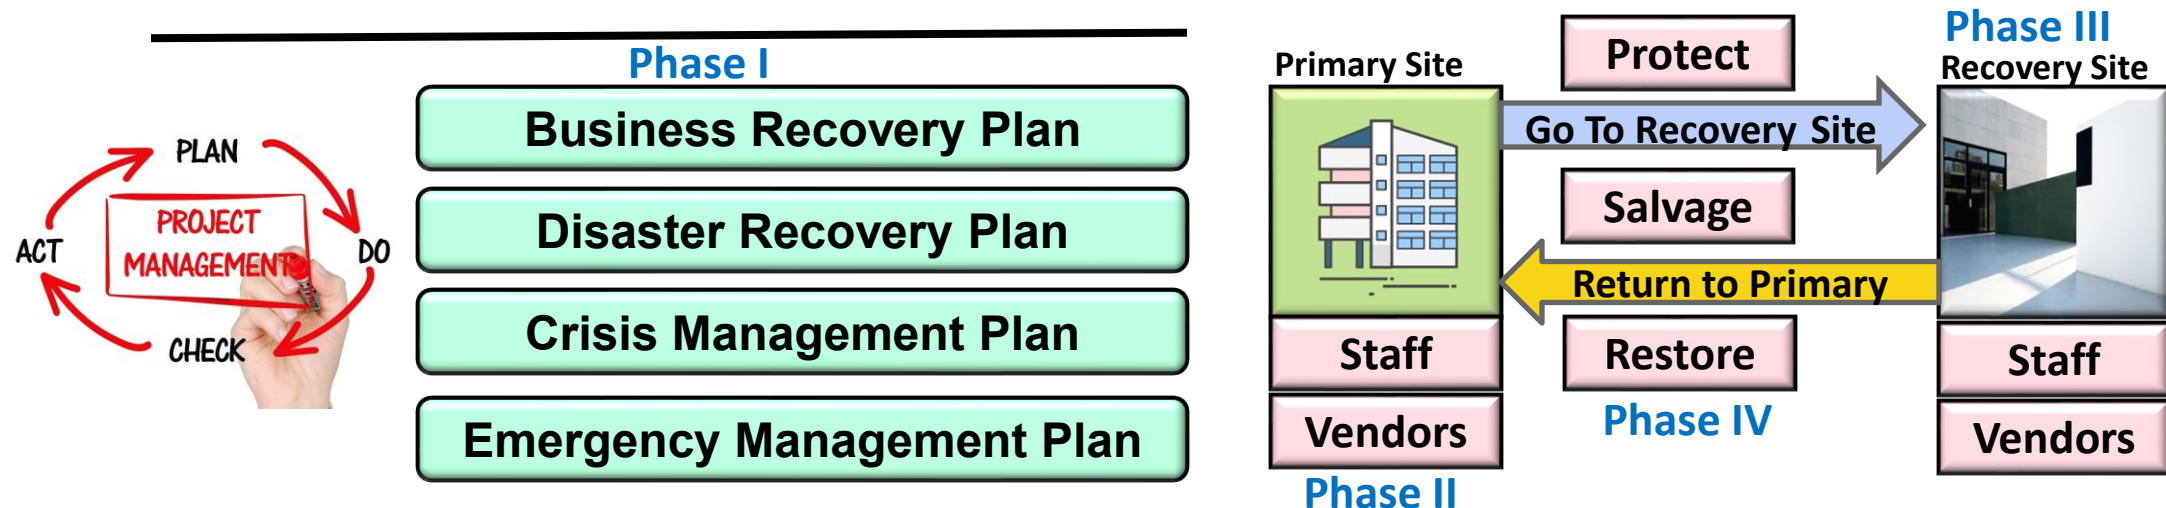 Phase I
PLAN
PROJECT
MANAGEMENT
ACT
DO
CHECK
Business Recovery Plan
Disaster Recovery Plan
Crisis Management Plan
Emergency Management Plan
Primary Site
Protect
Phase III
Recovery Site
Go To Recovery Site
Salvage
Return to Primary
Staff
Restore
Staff
Vendors
Phase IV
Vendors
Phase II